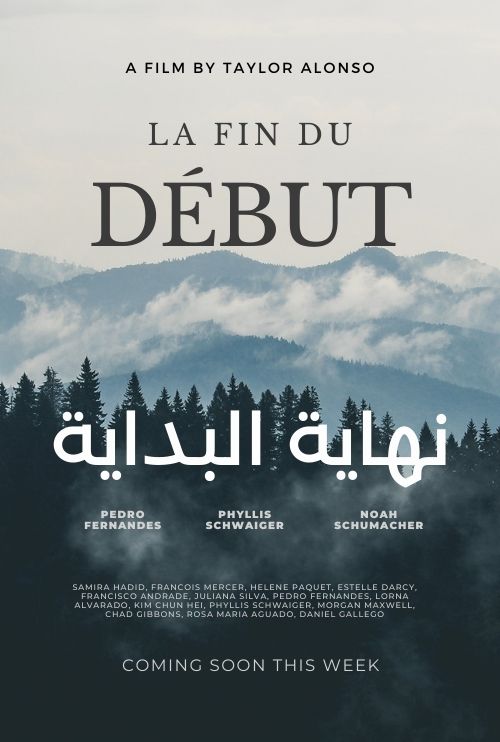 A FILM BY TAYLOR ALONSO
LA FIN DU
DÉBUT
نهاية البداية
PEDRO FERNANDES
PHYLLIS SCHWAIGER
NOAH SCHUMACHER
SAMIRA HADID, FRANCOIS MERCER, HELENE PAQUET, ESTELLE DARCY,
FRANCISCO ANDRADE, JULIANA SILVA, PEDRO FERNANDES, LORNA
ALVARADO, KIM CHUN HEI, PHYLLIS SCHWAIGER, MORGAN MAXWELL,
CHAD GIBBONS, ROSA MARIA AGUADO, DANIEL GALLEGO
COMING SOON THIS WEEK